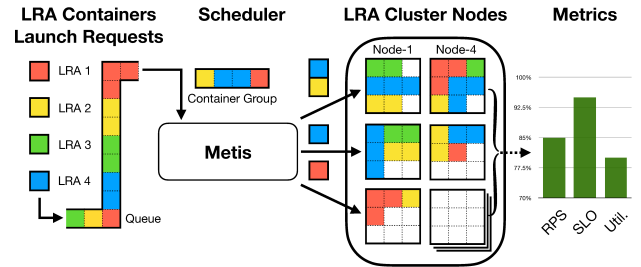 LRA Containers
Launch Requests
Scheduler
LRA Cluster Nodes
Metrics
LRA 1
LRA 2
LRA 3
LRA 4
Queue
Container Group
Metis
Node-1
Node-4
100%
92.5%
85%
77.5%
70%
RPS
SLO
Util.